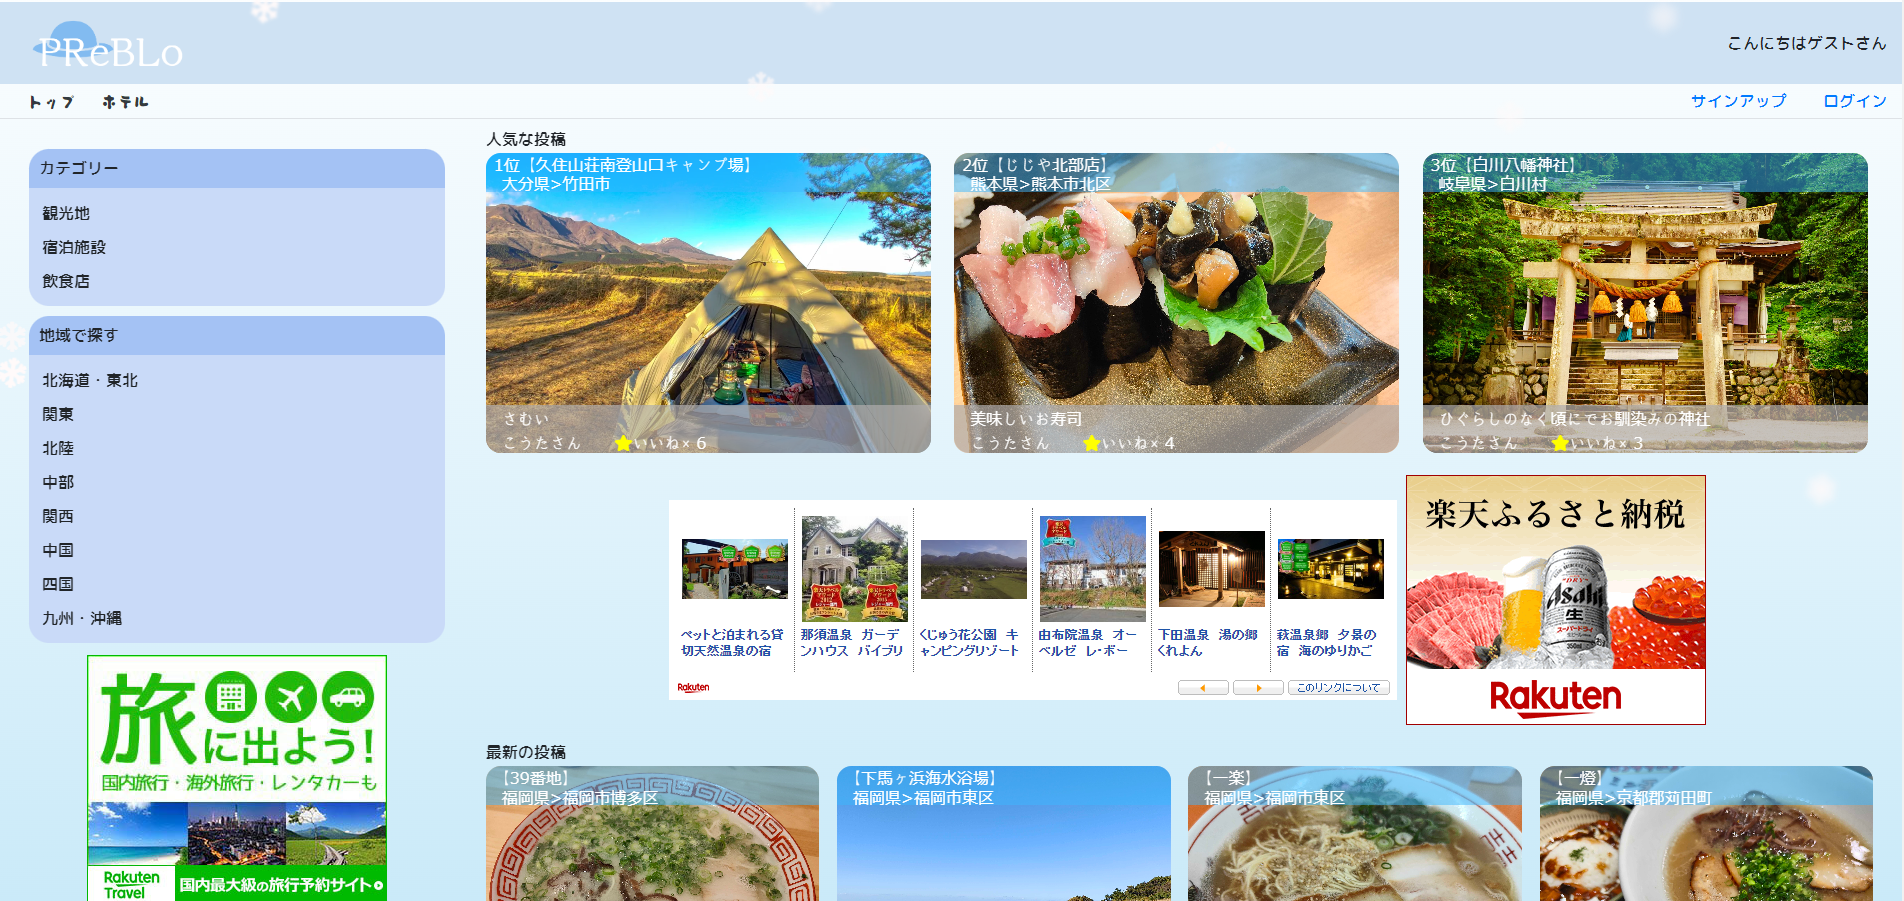 PReBLo
こんにちはゲストさん
トップ ホテル
サインアップ ログイン
カテゴリー
観光地
宿泊施設
飲食店
地域で探す
北海道・東北
関東
北陸
中部
関西
中国
四国
九州・沖縄
旅に出よう!
国内旅行・海外旅行・レンタカーも
Rakuten Travel
国内最大級の旅行予約サイト
人気な投稿
1位【久住山荘南登山口キャンプ場】
大分県>竹田市
さむい
こうたさん いいね× 6
2位【じじや北部店】
熊本県>熊本市北区
美味しいお寿司
こうたさん いいね× 4
3位【白川八幡神社】
岐阜県>白川村
ひぐらしのなく頃にでお馴染みの神社
こうたさん いいね× 3
ペットと泊まれる貸
切天然温泉の宿
那須温泉 ガーデ
ンハウス バイブリ
くじゅう花公園 キ
ャンピングリゾート
由布院温泉 オー
ベルゼ レ・ボー
下田温泉 湯の郷
くれよん
萩温泉郷 夕景の
宿 海のゆりかご
Rakuten
このリンクについて
楽天ふるさと納税
Asahi
生
スーパードライ
350ml
Rakuten
最新の投稿
【39番地】
福岡県>福岡市博多区
【下馬ヶ浜海水浴場】
福岡県>福岡市東区
【一楽】
福岡県>福岡市東区
【一燈】
福岡県>京都郡苅田町